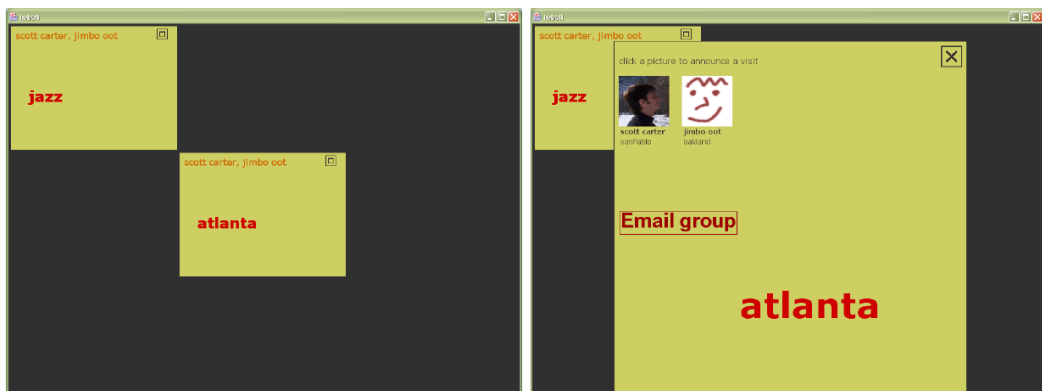 scott carter, jimbo oot
jazz
scott carter, jimbo oot
atlanta
scott carter, jimbo oot
click a picture to announce a visit
jazz
scott carter
jimbo oot
sanPablo
oakland
Email group
atlanta